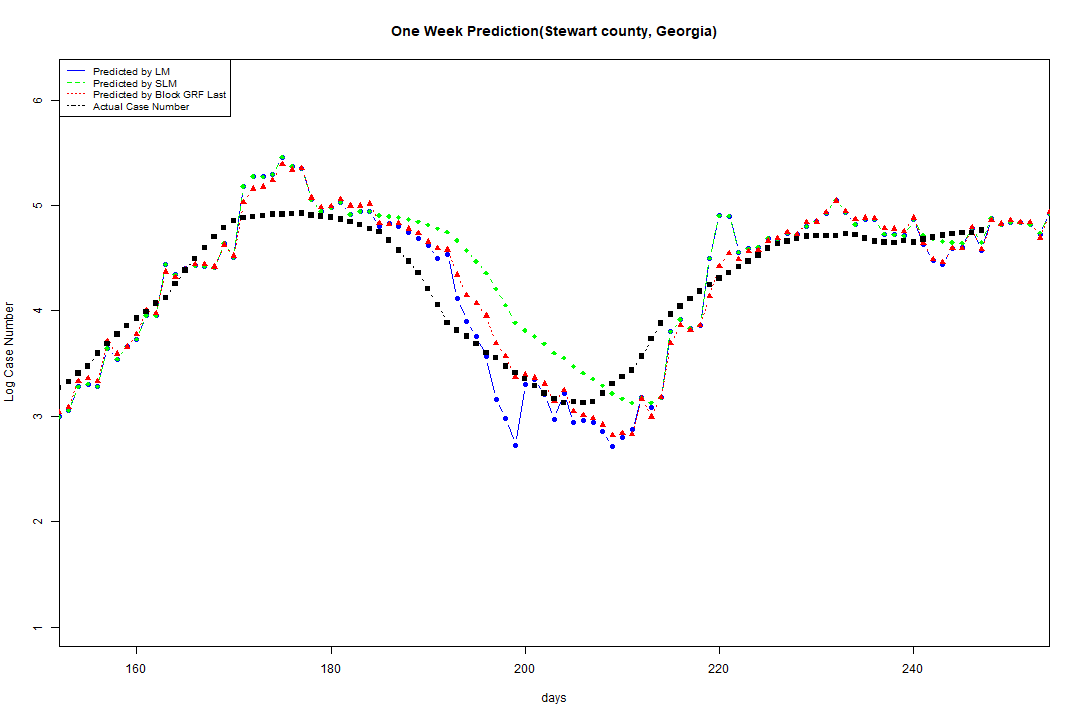 One Week Prediction(Stewart county, Georgia)
Predicted by LM
Predicted by SLM
Predicted by Block GRF Last
Actual Case Number
6
5
4
3
2
1
Log Case Number
160 180 200 220 240
days